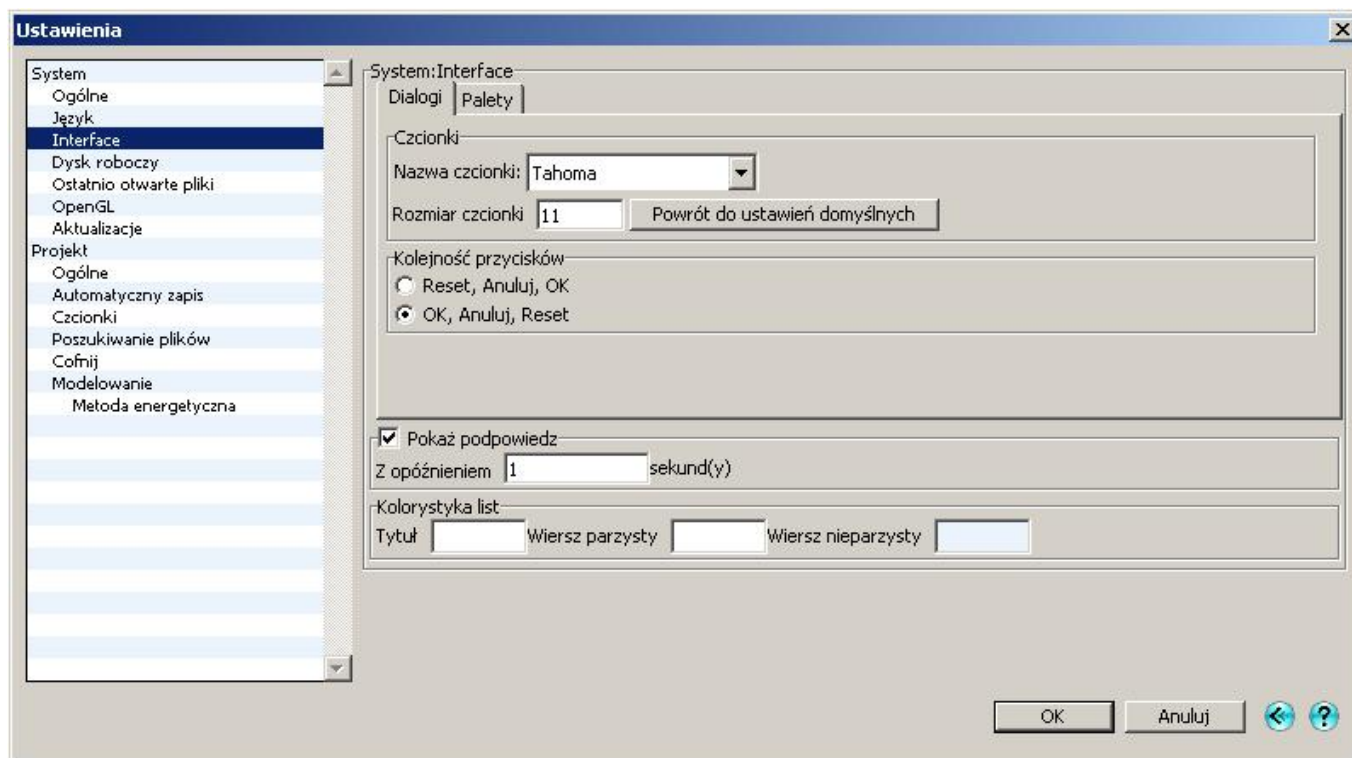 Ustawienia
System
Ogólne
Język
Interface
Dysk roboczy
Ostatnio otwarte pliki
OpenGL
Aktualizacje
Projekt
Ogólne
Automatyczny zapis
Czcionki
Poszukiwanie plików
Cofnij
Modelowanie
Metoda energetyczna
System:Interface
Dialogi Palety
Czcionki
Nazwa czcionki: Tahoma
Rozmiar czcionki 11 Powrót do ustawień domyślnych
Kolejność przycisków
Reset, Anuluj, OK
OK, Anuluj, Reset
Pokaż podpowiedz
Z opóźnieniem 1 sekund(y)
Kolorystyka list
Tytuł Wiersz parzysty Wiersz nieparzysty
OK Anuluj ?